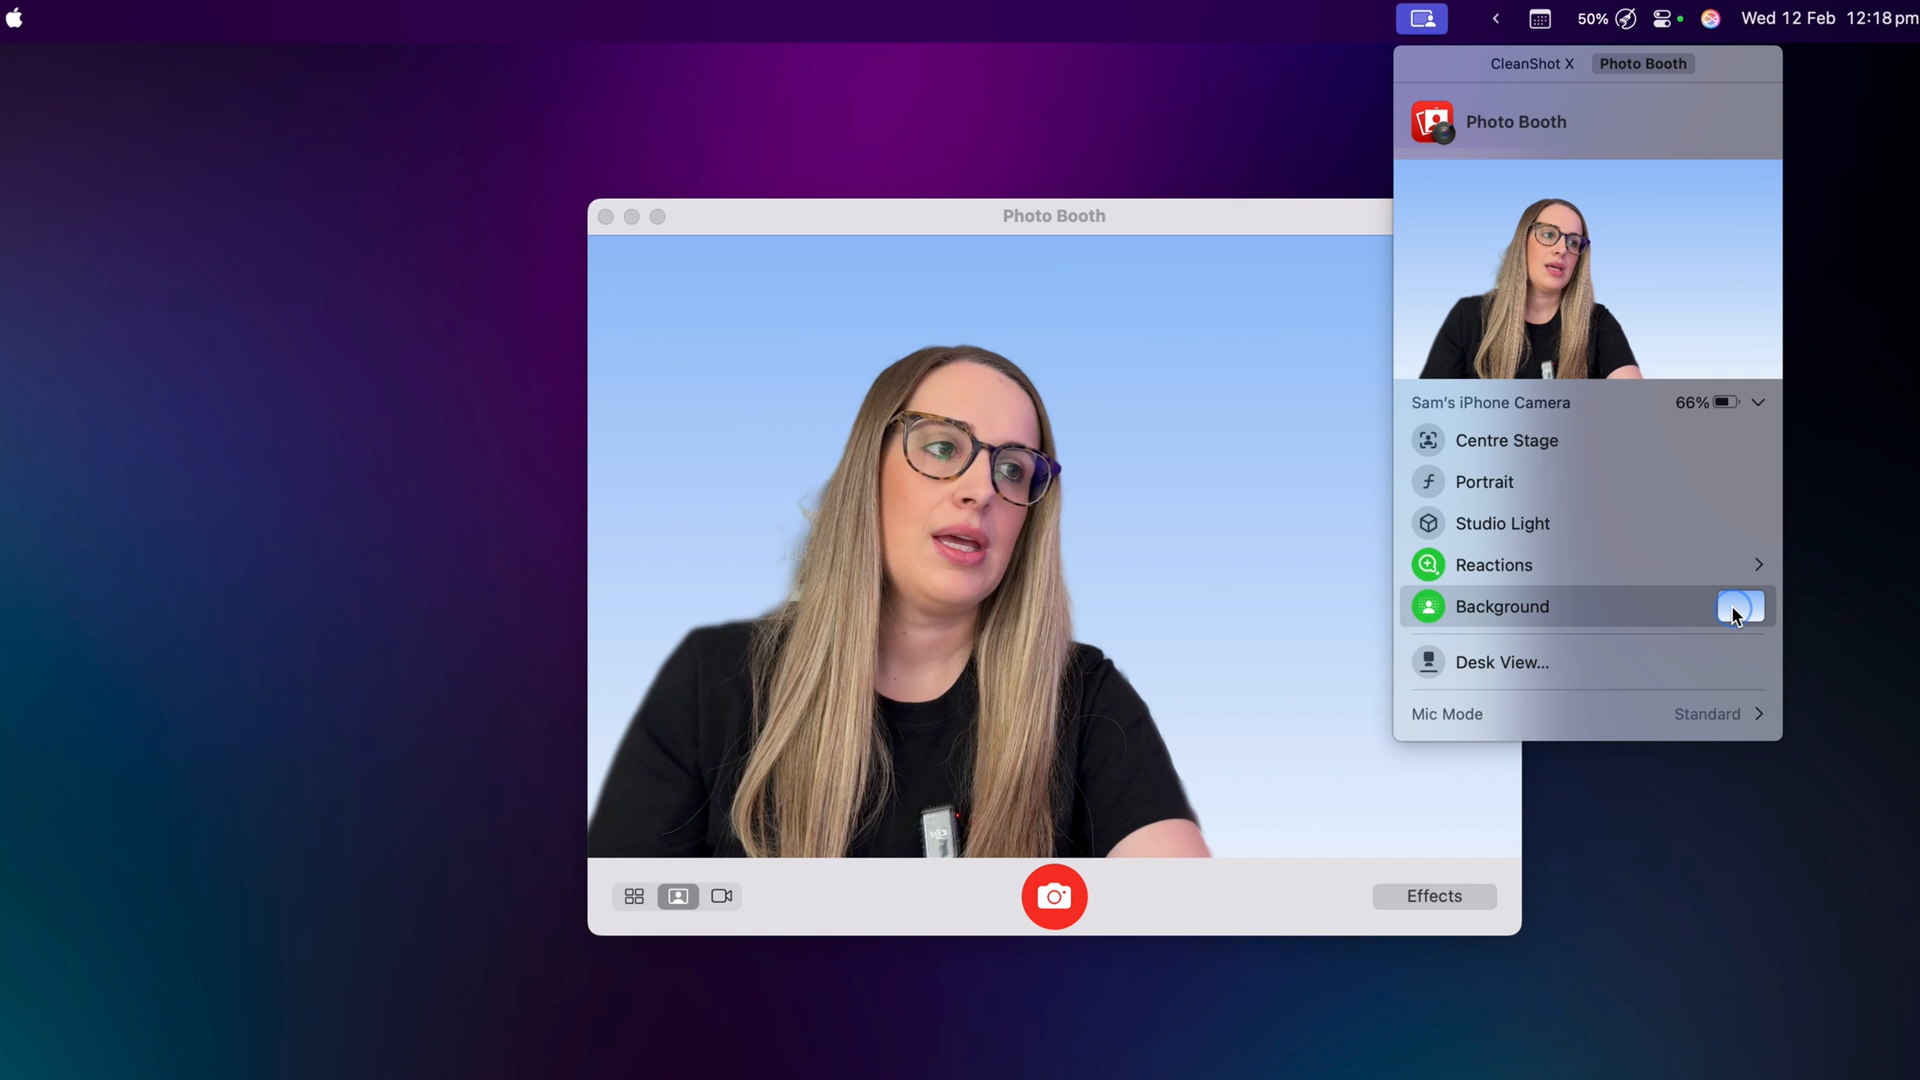 50%
Wed 12 Feb 12:18 pm
CleanShot X
Photo Booth
Photo Booth
Photo Booth
Sam's iPhone Camera
66%
Centre Stage
Portrait
Studio Light
Reactions
Background
Desk View...
Mic Mode
Standard
Effects